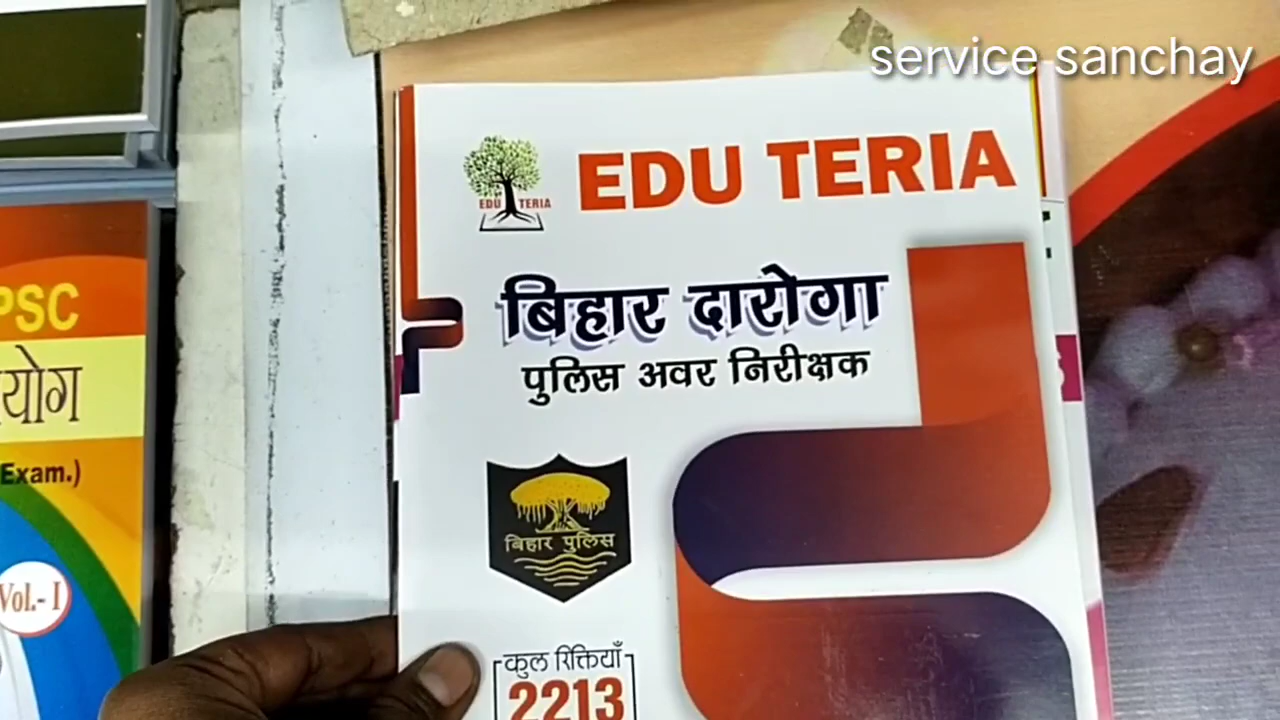 service sanchay
EDU TERIA
EDU TERIA
बिहार दारोगा
पुलिस अवर निरीक्षक
बिहार पुलिस
कुल रिक्तियाँ
2213
PSC
योग
Exam.)
Vol.- I